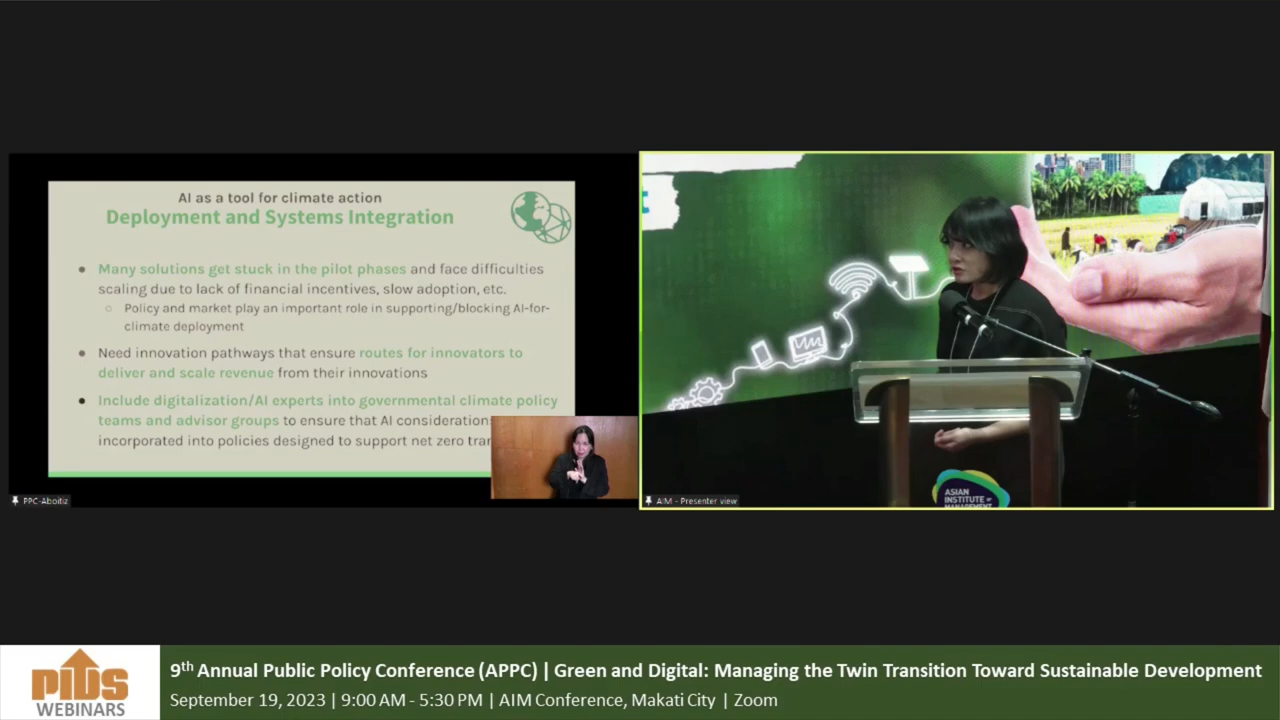 AI as a tool for climate action
Deployment and Systems Integration
Many solutions get stuck in the pilot phases and face difficulties
scaling due to lack of financial incentives, slow adoption, etc.
Policy and market play an important role in supporting/blocking AI-for-
climate deployment
Need innovation pathways that ensure routes for innovators to
deliver and scale revenue from their innovations
Include digitalization/AI experts into governmental climate policy
teams and advisor groups to ensure that AI
incorporated into policies designed to support net zero
PPC-Aboitiz
AIM - Presenter view
ASIAN
INSTITUTE OF
MANAGEMENT
PIDS
WEBINARS
9th Annual Public Policy Conference (APPC) | Green and Digital: Managing the Twin Transition Toward Sustainable Development
September 19, 2023 | 9:00 AM - 5:30 PM | AIM Conference, Makati City | Zoom